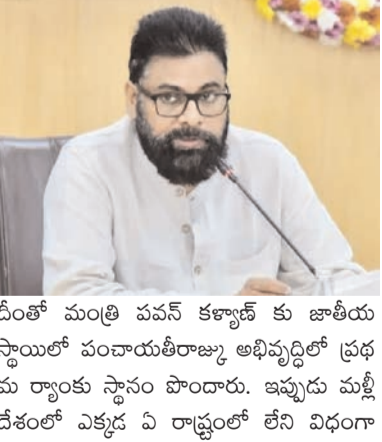 దీంతో మంత్రి పవన్ కళ్యాణ్ కు జాతీయ
స్థాయిలో పంచాయతీరాజ్కు అభివృద్ధిలో ప్రథ
మ ర్యాంకు స్థానం పొందారు. ఇప్పుడు మళ్లీ
దేశంలో ఎక్కడ ఏ రాష్ట్రంలో లేని విధంగా